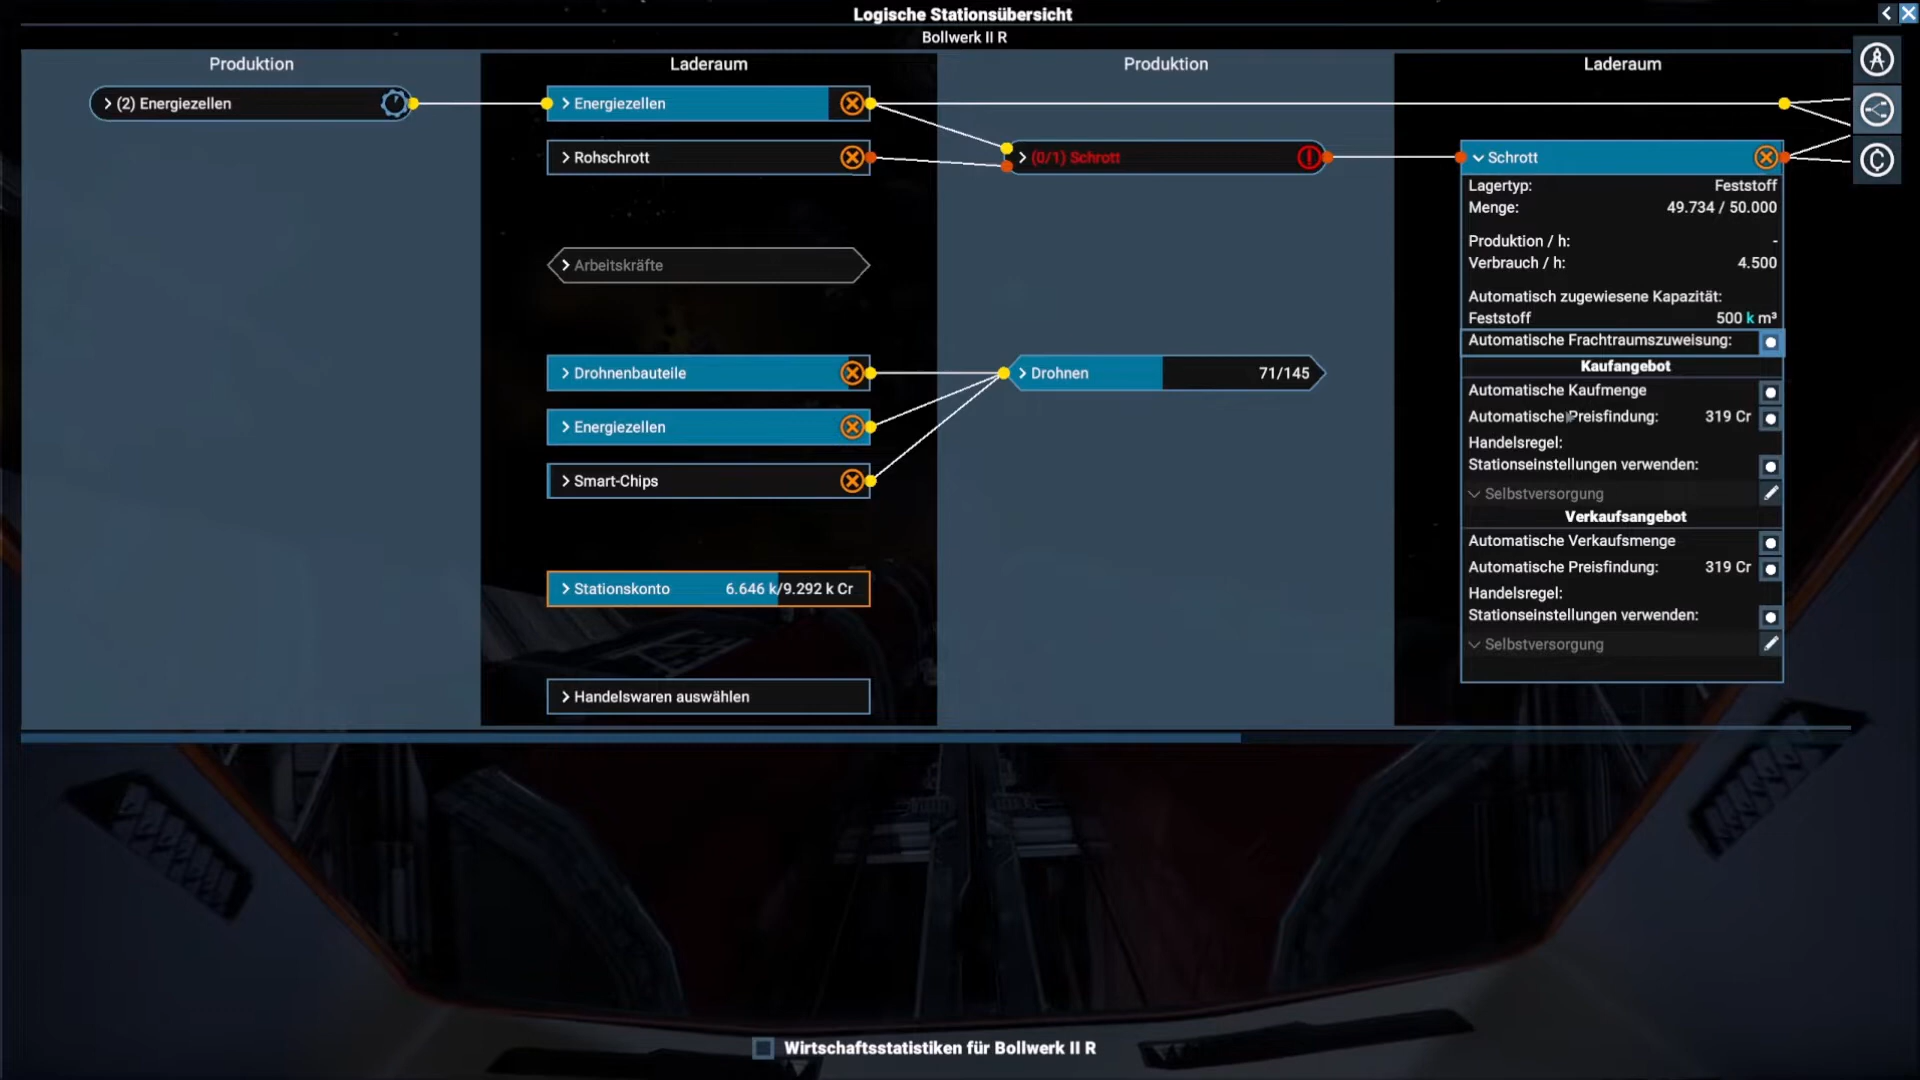 Logische Stationsübersicht
Bollwerk II R
Produktion
Laderaum
Produktion
Laderaum
(2) Energiezellen
Energiezellen
Rohschrott
(0/1) Schrott
Schrott
Lagertyp: Feststoff
Menge: 49.734 / 50.000
Produktion / h: -
Verbrauch / h: 4.500
Automatisch zugewiesene Kapazität:
Feststoff 500 k m³
Automatische Frachtraumszuweisung:
Kaufangebot
Automatische Kaufmenge
Automatische Preisfindung: 319 Cr
Handelsregel:
Stationseinstellungen verwenden:
Selbstversorgung
Verkaufsangebot
Automatische Verkaufsmenge
Automatische Preisfindung: 319 Cr
Handelsregel:
Stationseinstellungen verwenden:
Selbstversorgung
Arbeitskräfte
Drohnenbauteile
Energiezellen
Smart-Chips
Drohnen 71/145
Stationskonto 6.646 k/9.292 k Cr
Handelswaren auswählen
Wirtschaftsstatistiken für Bollwerk II R